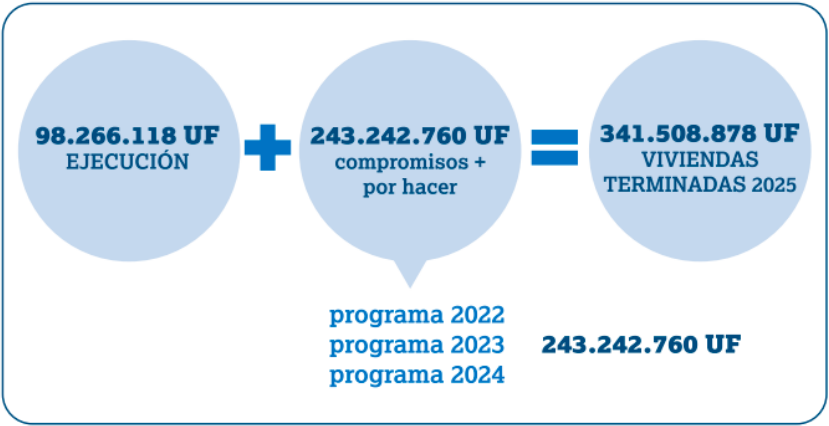 98.266.118 UF
EJECUCIÓN
+
243.242.760 UF
compromisos +
por hacer
=
341.508.878 UF
VIVIENDAS
TERMINADAS 2025
programa 2022
programa 2023
programa 2024
243.242.760 UF